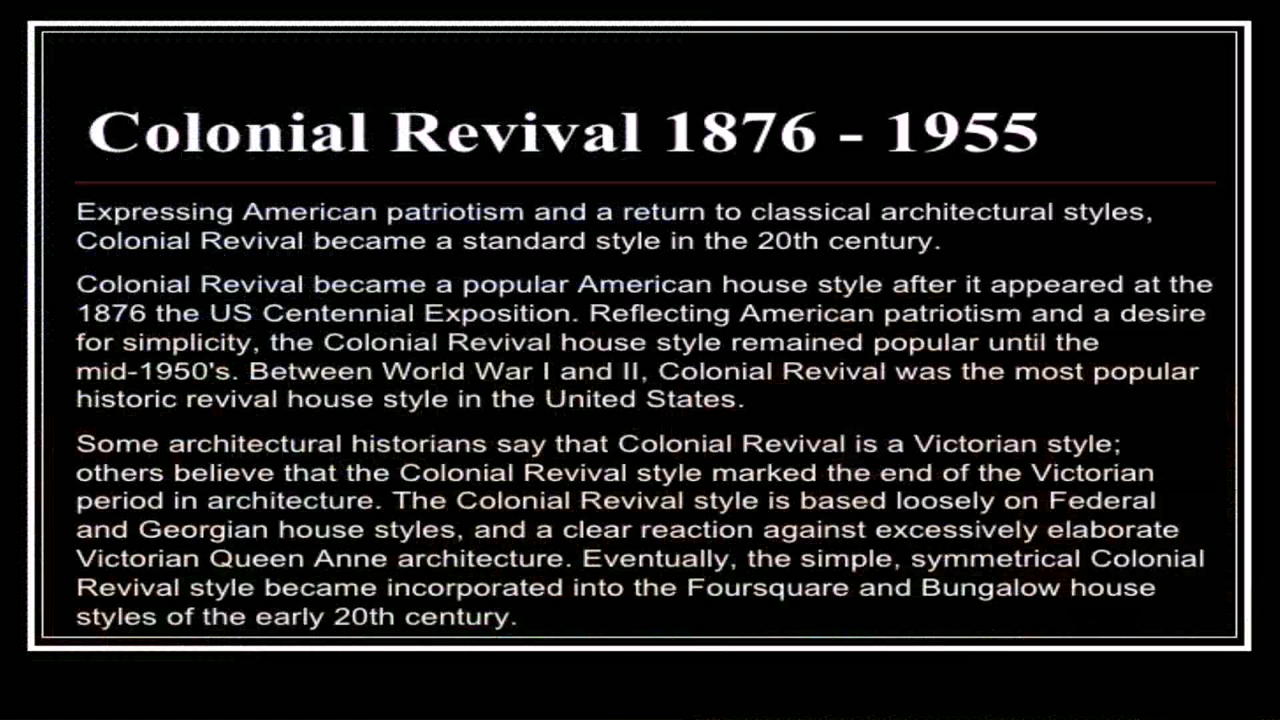 Colonial Revival 1876 - 1955
Expressing American patriotism and a return to classical architectural styles,
Colonial Revival became a standard style in the 20th century.
Colonial Revival became a popular American house style after it appeared at the
1876 the US Centennial Exposition. Reflecting American patriotism and a desire
for simplicity, the Colonial Revival house style remained popular until the
mid-1950's. Between World War I and II, Colonial Revival was the most popular
historic revival house style in the United States.
Some architectural historians say that Colonial Revival is a Victorian style;
others believe that the Colonial Revival style marked the end of the Victorian
period in architecture. The Colonial Revival style is based loosely on Federal
and Georgian house styles, and a clear reaction against excessively elaborate
Victorian Queen Anne architecture. Eventually, the simple, symmetrical Colonial
Revival style became incorporated into the Foursquare and Bungalow house
styles of the early 20th century.